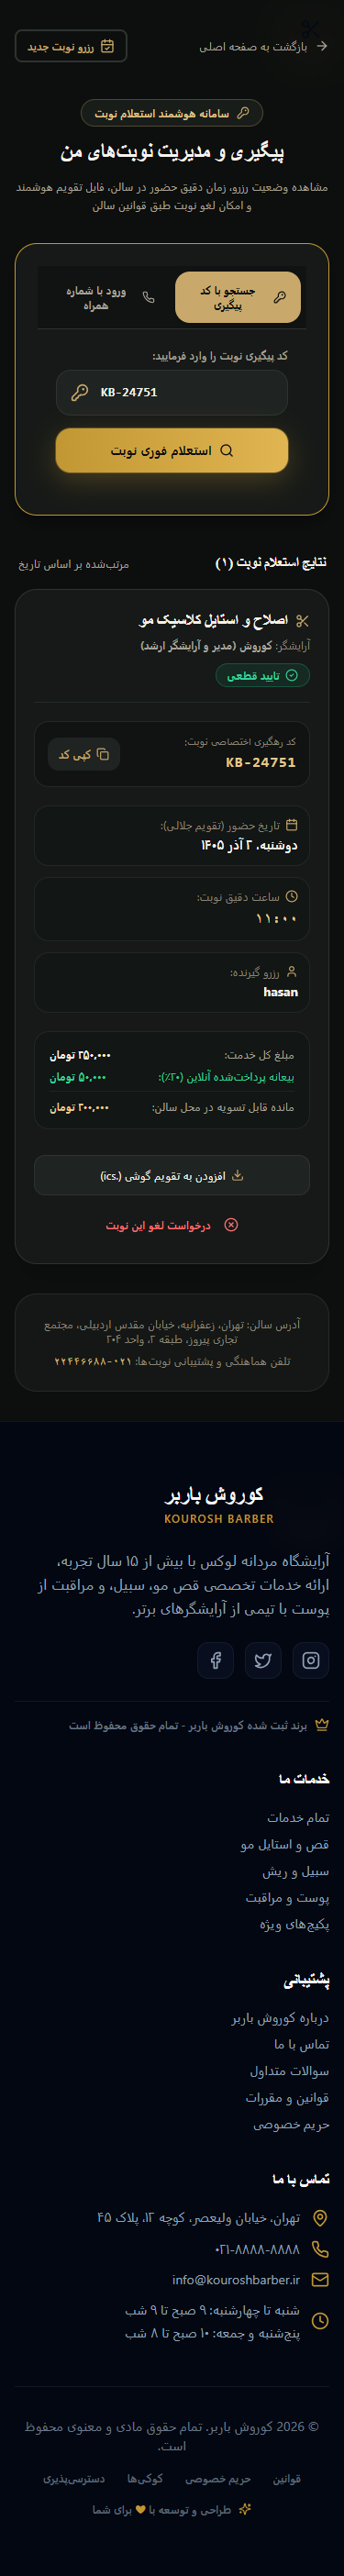 بازگشت به صفحه اصلی
رزرو نوبت جدید
سامانه هوشمند استعلام نوبت
پیگیری و مدیریت نوبت‌های من
مشاهده وضعیت رزرو، زمان دقیق حضور در سالن، فایل تقویم هوشمند
و امکان لغو نوبت طبق قوانین سالن
جستجو با کد
پیگیری
ورود با شماره
همراه
کد پیگیری نوبت را وارد فرمایید:
KB-24751
استعلام فوری نوبت
نتایج استعلام نوبت (۱)
مرتب‌شده بر اساس تاریخ
اصلاح و استایل کلاسیک مو
آرایشگر: کوروش (مدیر و آرایشگر ارشد)
تایید قطعی
کد رهگیری اختصاصی نوبت:
KB-24751
کپی کد
تاریخ حضور (تقویم جلالی):
دوشنبه، ۲ آذر ۱۴۰۵
ساعت دقیق نوبت:
۱۱:۰۰
رزرو گیرنده:
hasan
مبلغ کل خدمت:
۲۵۰,۰۰۰ تومان
بیعانه پرداخت‌شده آنلاین (۲۰٪):
۵۰,۰۰۰ تومان
مانده قابل تسویه در محل سالن:
۲۰۰,۰۰۰ تومان
افزودن به تقویم گوشی (.ics)
درخواست لغو این نوبت
آدرس سالن: تهران، زعفرانیه، خیابان مقدس اردبیلی، مجتمع
تجاری پیروز، طبقه ۲، واحد ۲۰۴
تلفن هماهنگی و پشتیبانی نوبت‌ها: ۰۲۱-۲۲۴۴۶۶۸۸
کوروش باربر
KOUROSH BARBER
آرایشگاه مردانه لوکس با بیش از ۱۵ سال تجربه،
ارائه خدمات تخصصی قص مو، سبیل، و مراقبت از
پوست با تیمی از آرایشگرهای برتر.
برند ثبت شده کوروش باربر - تمام حقوق محفوظ است
خدمات ما
تمام خدمات
قص و استایل مو
سبیل و ریش
پوست و مراقبت
پکیج‌های ویژه
پشتیبانی
درباره کوروش باربر
تماس با ما
سوالات متداول
قوانین و مقررات
حریم خصوصی
تماس با ما
تهران، خیابان ولیعصر، کوچه ۱۲، پلاک ۴۵
۰۲۱-۸۸۸۸-۸۸۸۸
info@kouroshbarber.ir
شنبه تا چهارشنبه: ۹ صبح تا ۹ شب
پنج‌شنبه و جمعه: ۱۰ صبح تا ۸ شب
© 2026 کوروش باربر. تمام حقوق مادی و معنوی محفوظ
است.
قوانین
حریم خصوصی
کوکی‌ها
دسترسی‌پذیری
طراحی و توسعه با برای شما